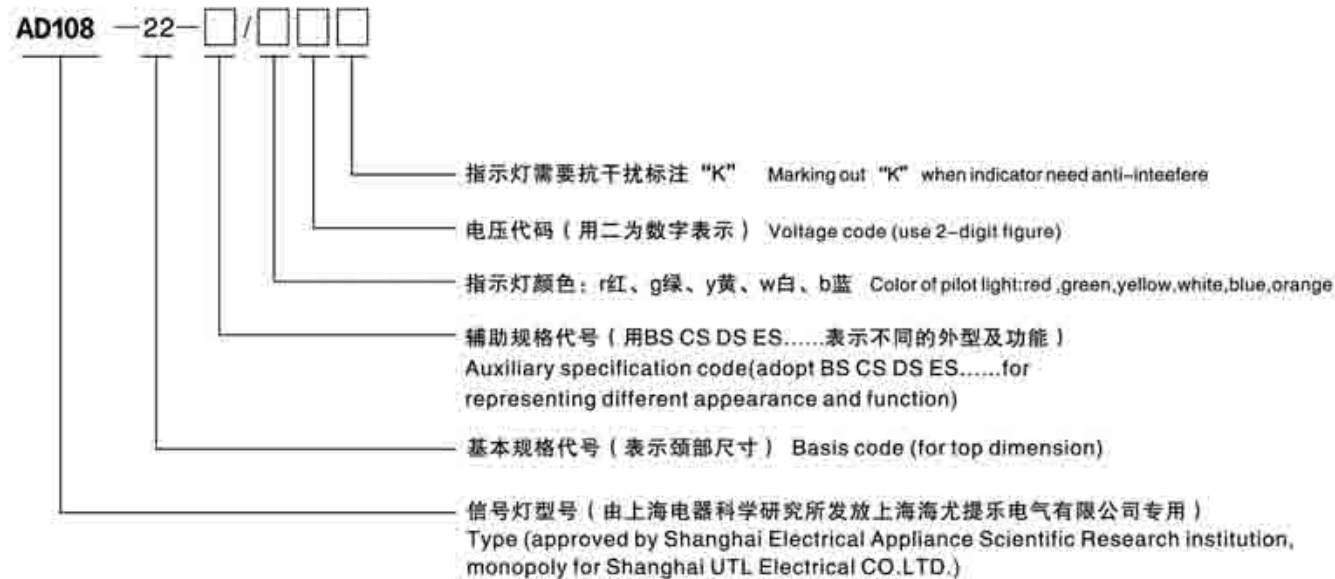 AD108 —22—□/□□□
指示灯需要抗干扰标注“K” Marking out “K” when indicator need anti-inteefere
电压代码（用二为数字表示） Voltage code (use 2-digit figure)
指示灯颜色：r红、g绿、y黄、w白、b蓝 Color of pilot light:red ,green,yellow,white,blue,orange
辅助规格代号（用BS CS DS ES......表示不同的外型及功能）
Auxiliary specification code(adopt BS CS DS ES......for
representing different appearance and function)
基本规格代号（表示颈部尺寸） Basis code (for top dimension)
信号灯型号（由上海电器科学研究所发放上海海尤提乐电气有限公司专用）
Type (approved by Shanghai Electrical Appliance Scientific Research institution,
monopoly for Shanghai UTL Electrical CO.LTD.)